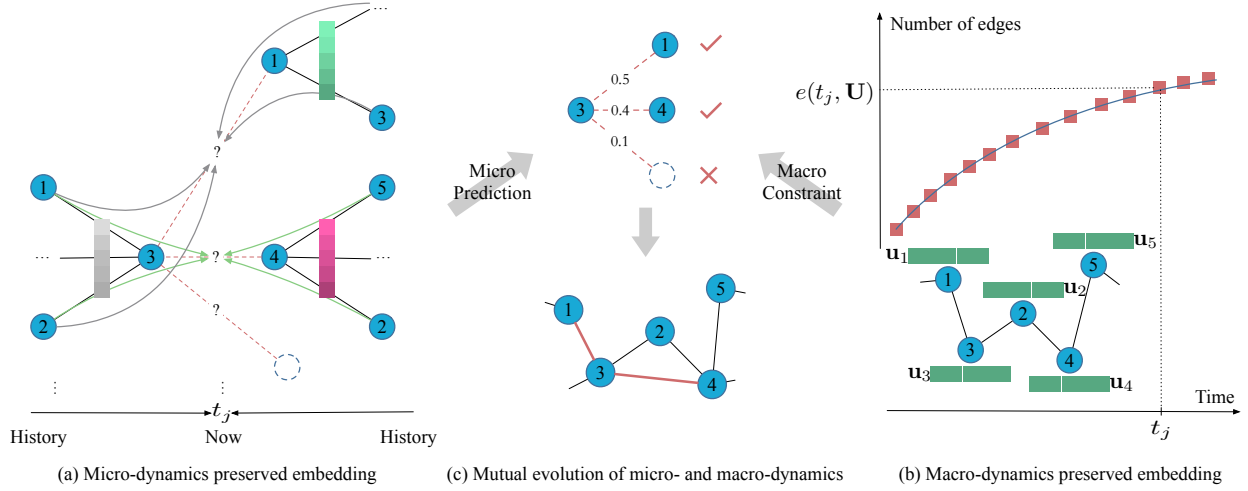 ...
1
3
?
1
5
3
?
4
...
...
2
?
2
⋮
⋮
t_j
History
Now
History
(a) Micro-dynamics preserved embedding
1
0.5
3
0.4
4
0.1
Micro
Prediction
Macro
Constraint
5
1
2
3
4
(c) Mutual evolution of micro- and macro-dynamics
Number of edges
e(t_j, U)
u_1
u_5
5
1
u_2
2
3
4
u_3
u_4
Time
t_j
(b) Macro-dynamics preserved embedding